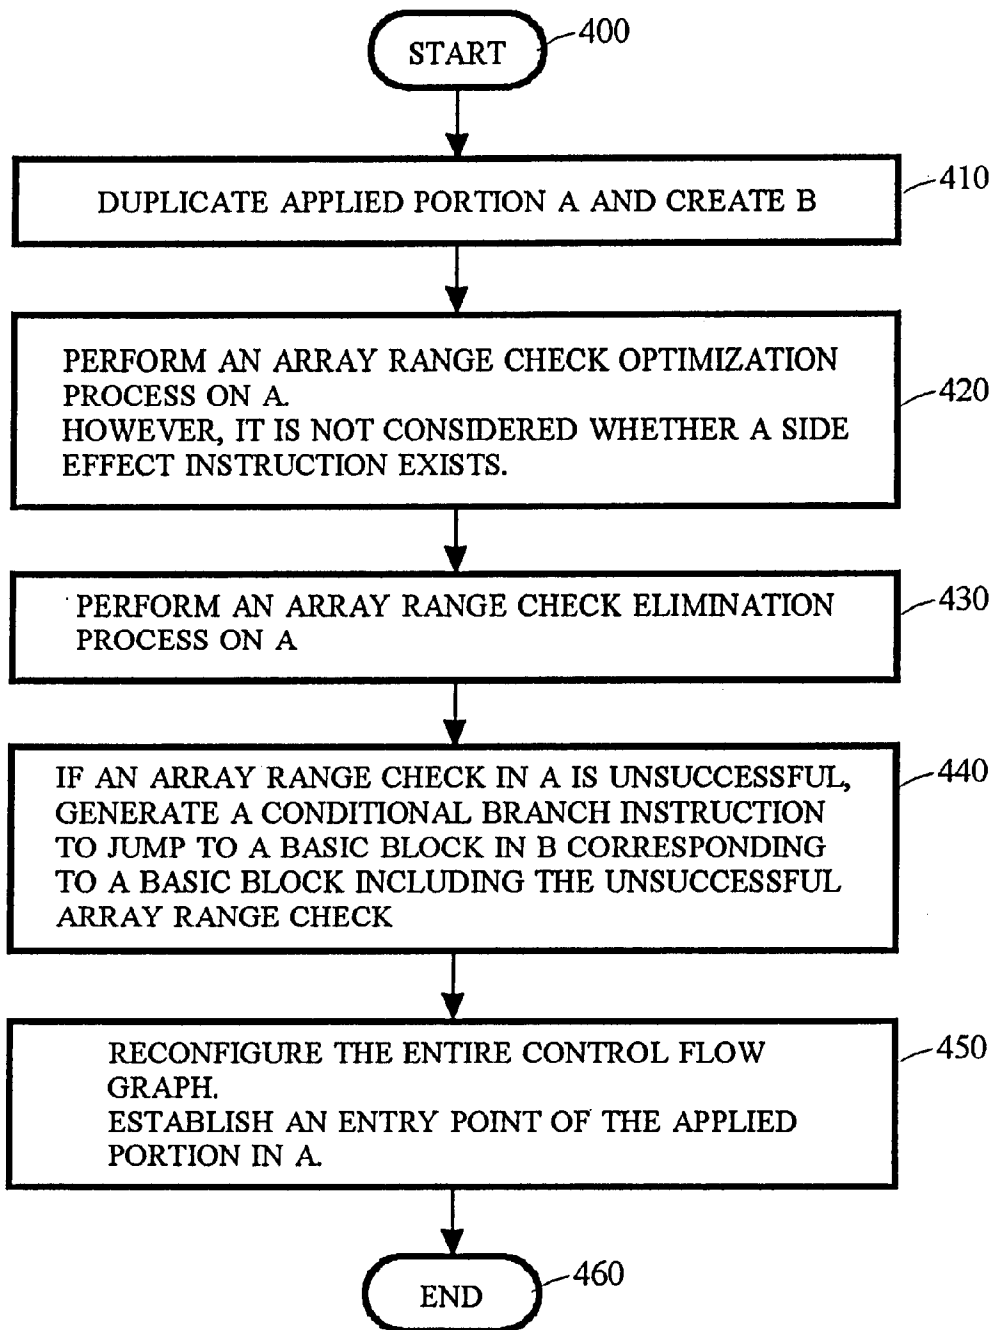 START
400
DUPLICATE APPLIED PORTION A AND CREATE B
410
PERFORM AN ARRAY RANGE CHECK OPTIMIZATION
PROCESS ON A.
HOWEVER, IT IS NOT CONSIDERED WHETHER A SIDE
EFFECT INSTRUCTION EXISTS.
420
PERFORM AN ARRAY RANGE CHECK ELIMINATION
PROCESS ON A
430
IF AN ARRAY RANGE CHECK IN A IS UNSUCCESSFUL,
GENERATE A CONDITIONAL BRANCH INSTRUCTION
TO JUMP TO A BASIC BLOCK IN B CORRESPONDING
TO A BASIC BLOCK INCLUDING THE UNSUCCESSFUL
ARRAY RANGE CHECK
440
RECONFIGURE THE ENTIRE CONTROL FLOW
GRAPH.
ESTABLISH AN ENTRY POINT OF THE APPLIED
PORTION IN A.
450
END
460